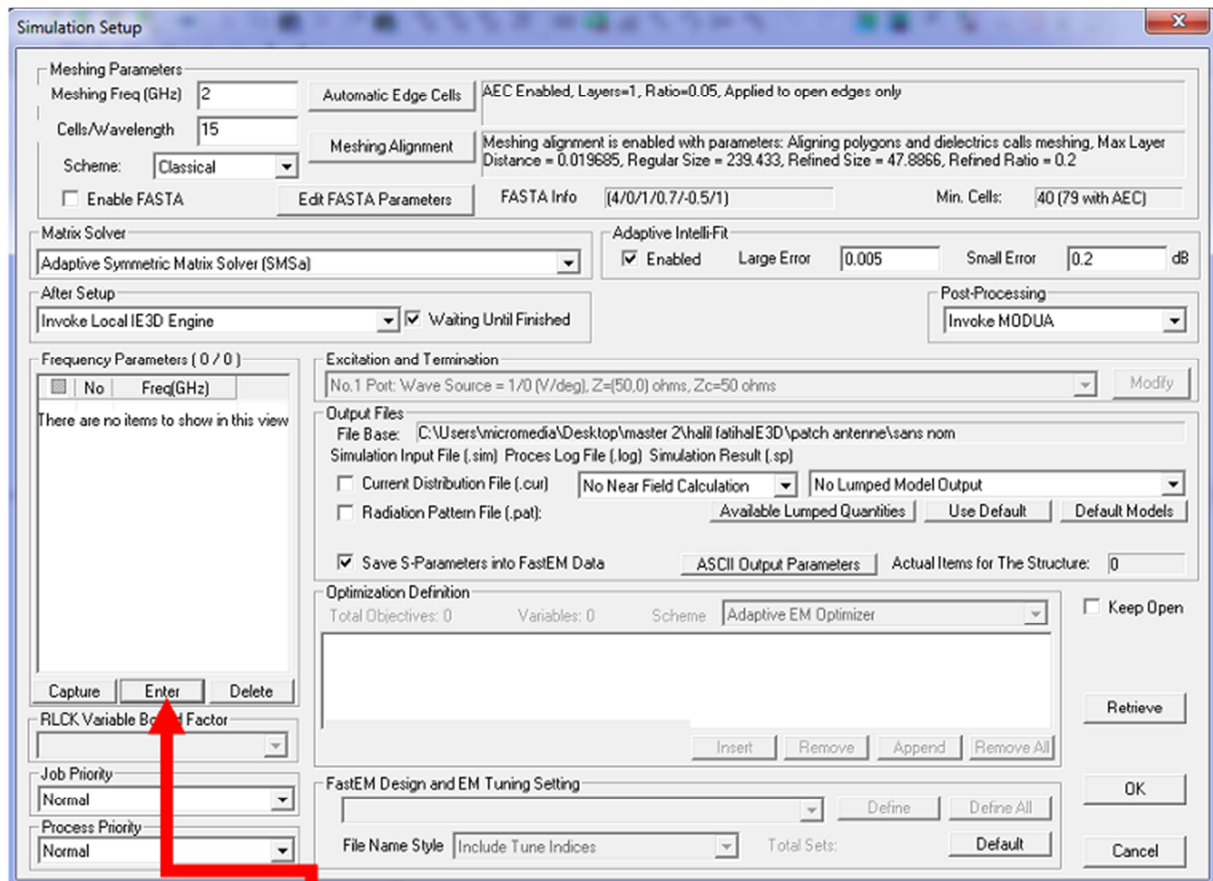 Simulation Setup
Meshing Parameters
Meshing Freq (GHz) 2 Automatic Edge Cells AEC Enabled, Layers=1, Ratio=0.05, Applied to open edges only
Cells/Wavelength 15
Meshing Alignment Meshing alignment is enabled with parameters: Aligning polygons and dielectrics calls meshing, Max Layer
Distance = 0.019685, Regular Size = 239.433, Refined Size = 47.8866, Refined Ratio = 0.2
Scheme: Classical
Enable FASTA Edit FASTA Parameters FASTA Info (4/0/1/0.7/-0.5/1) Min. Cells: 40 (79 with AEC)
Matrix Solver
Adaptive Symmetric Matrix Solver (SMSa)
Adaptive Intelli-Fit
Enabled Large Error 0.005 Small Error 0.2 dB
After Setup
Invoke Local IE3D Engine Waiting Until Finished
Post-Processing
Invoke MODUA
Frequency Parameters ( 0 / 0 )
No Freq(GHz)
There are no items to show in this view
Capture Enter Delete
Excitation and Termination
No.1 Port: Wave Source = 1/0 (V/deg), Z=(50,0) ohms, Zc=50 ohms Modify
Output Files
File Base: C:\Users\micromedia\Desktop\master 2\halil fatihaIE3D\patch antenne\sans nom
Simulation Input File (.sim) Proces Log File (.log) Simulation Result (.sp)
Current Distribution File (.cur) No Near Field Calculation No Lumped Model Output
Radiation Pattern File (.pat): Available Lumped Quantities Use Default Default Models
Save S-Parameters into FastEM Data ASCII Output Parameters Actual Items for The Structure: 0
Optimization Definition
Total Objectives: 0 Variables: 0 Scheme Adaptive EM Optimizer
Insert Remove Append Remove All
Keep Open
Retrieve
OK
Cancel
RLCK Variable Factor
Job Priority
Normal
Process Priority
Normal
FastEM Design and EM Tuning Setting
Define Define All
File Name Style Include Tune Indices Total Sets: Default